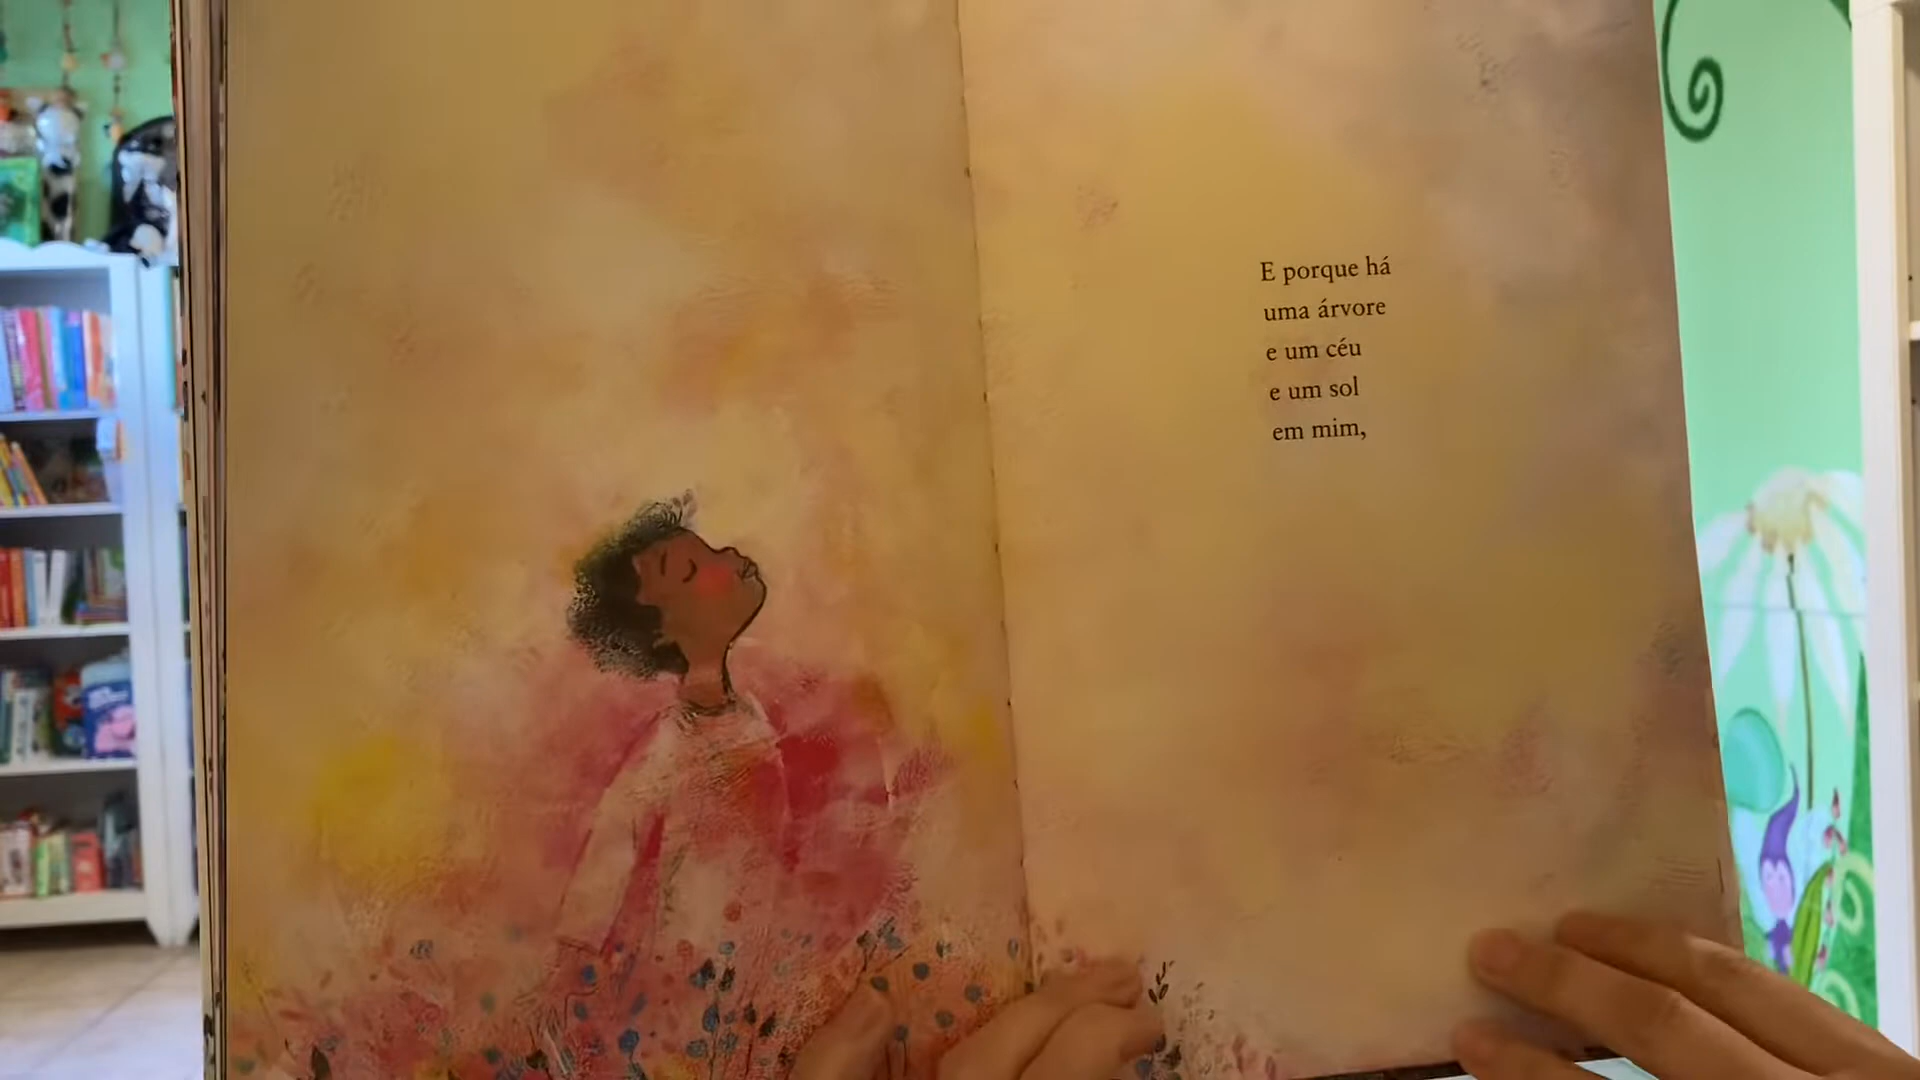 E porque há
uma árvore
e um céu
e um sol
em mim,